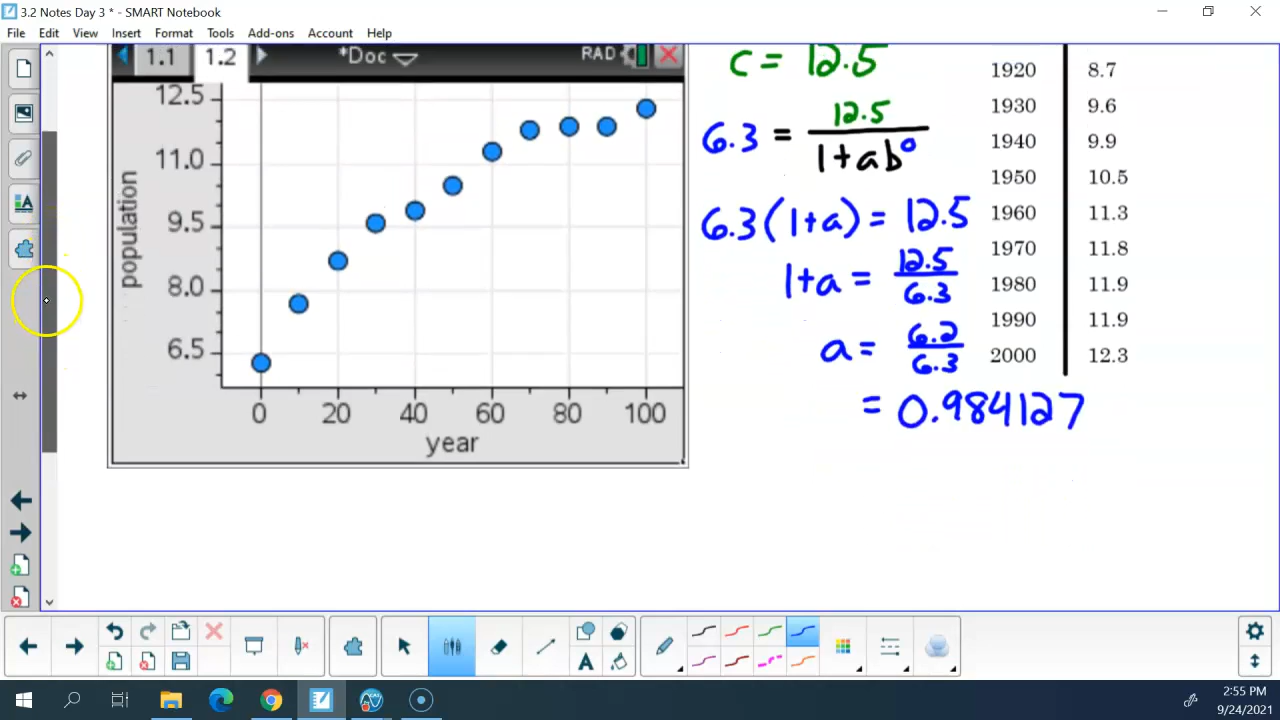 3.2 Notes Day 3 * - SMART Notebook
File Edit View Insert Format Tools Add-ons Account Help
1.1 1.2 *Doc RAD
12.5
11.0
9.5
8.0
6.5
population
0 20 40 60 80 100
year
c = 12.5
6.3 = 12.5 / 1+ab⁰
6.3(1+a) = 12.5
1+a = 12.5 / 6.3
a = 6.2 / 6.3
= 0.984127
1920 8.7
1930 9.6
1940 9.9
1950 10.5
1960 11.3
1970 11.8
1980 11.9
1990 11.9
2000 12.3
2:55 PM
9/24/2021